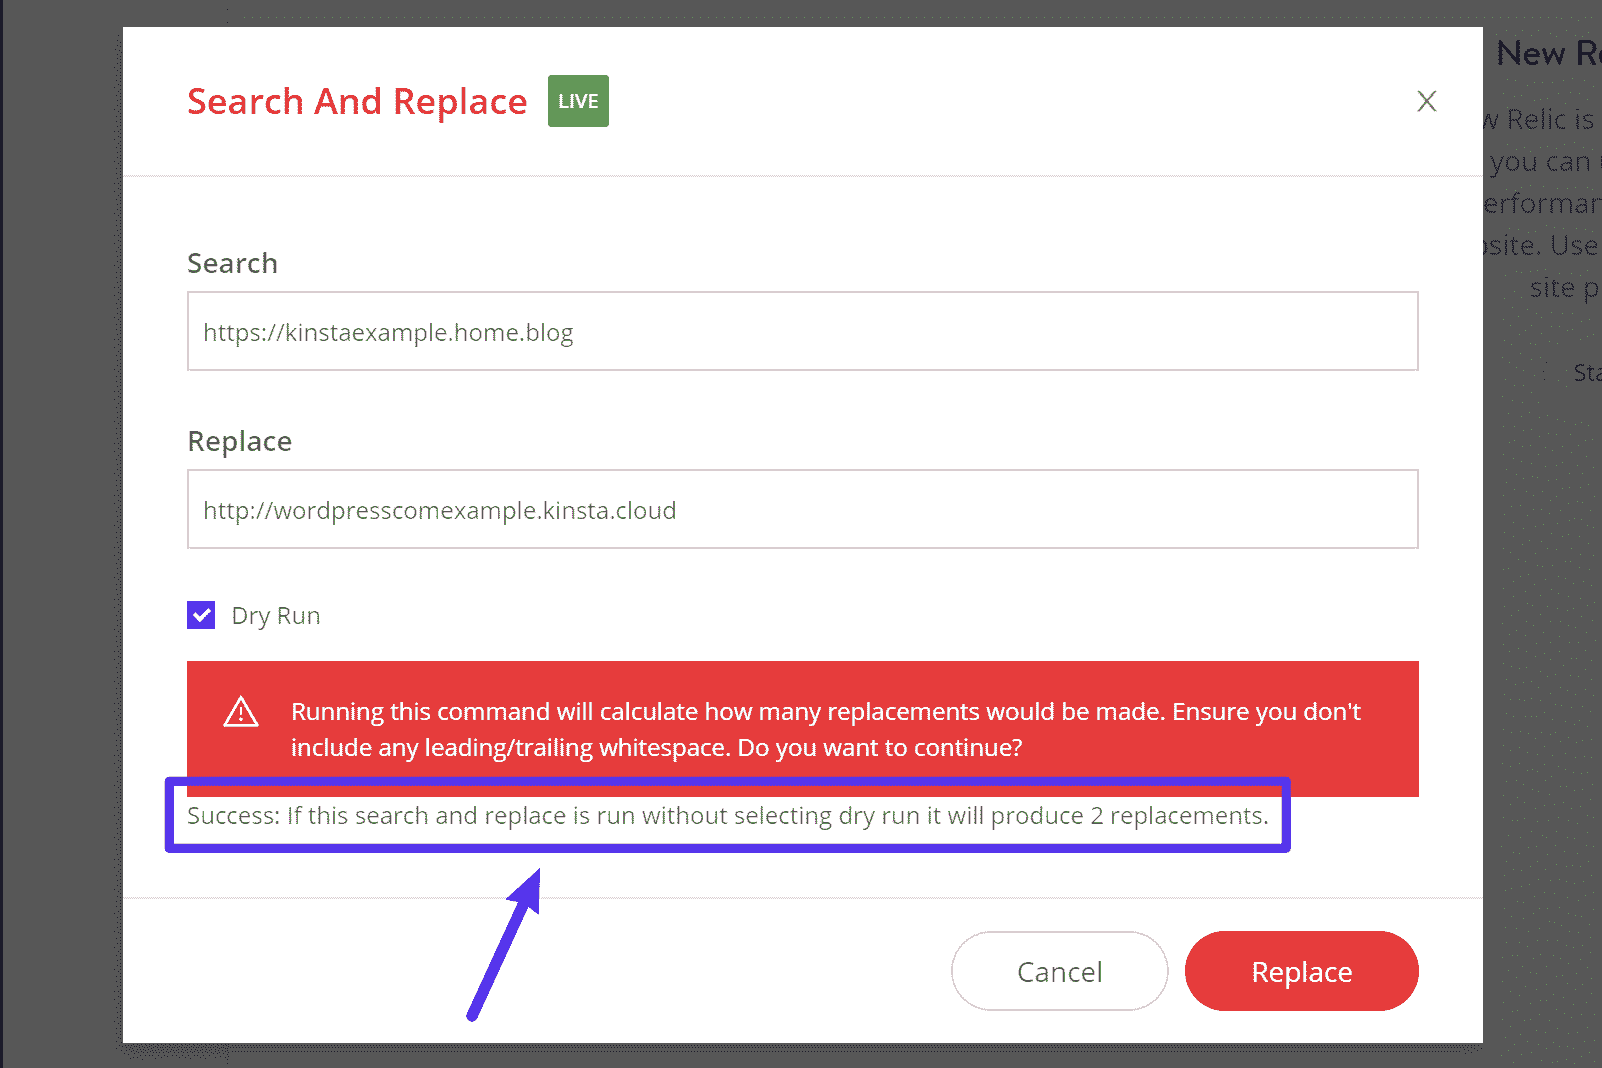 Search And Replace LIVE X
Search
https://kinstaexample.home.blog
Replace
http://wordpresscomexample.kinsta.cloud
Dry Run
Running this command will calculate how many replacements would be made. Ensure you don't
include any leading/trailing whitespace. Do you want to continue?
Success: If this search and replace is run without selecting dry run it will produce 2 replacements.
Cancel Replace
New
Relic is
you can
site. Use
site